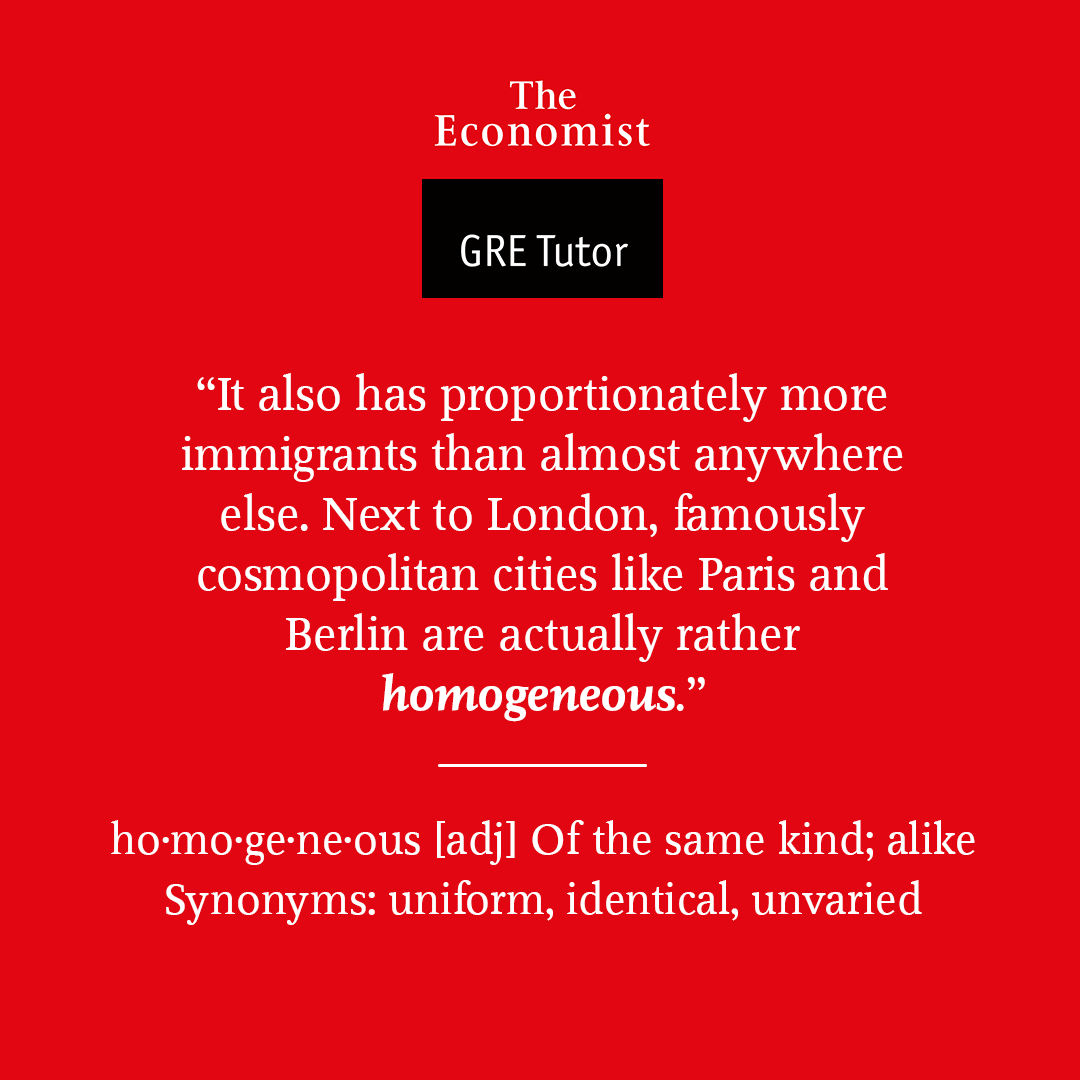 The
Economist
GRE Tutor
“It also has proportionately more
immigrants than almost anywhere
else. Next to London, famously
cosmopolitan cities like Paris and
Berlin are actually rather
homogeneous.”
ho·mo·ge·ne·ous [adj] Of the same kind; alike
Synonyms: uniform, identical, unvaried